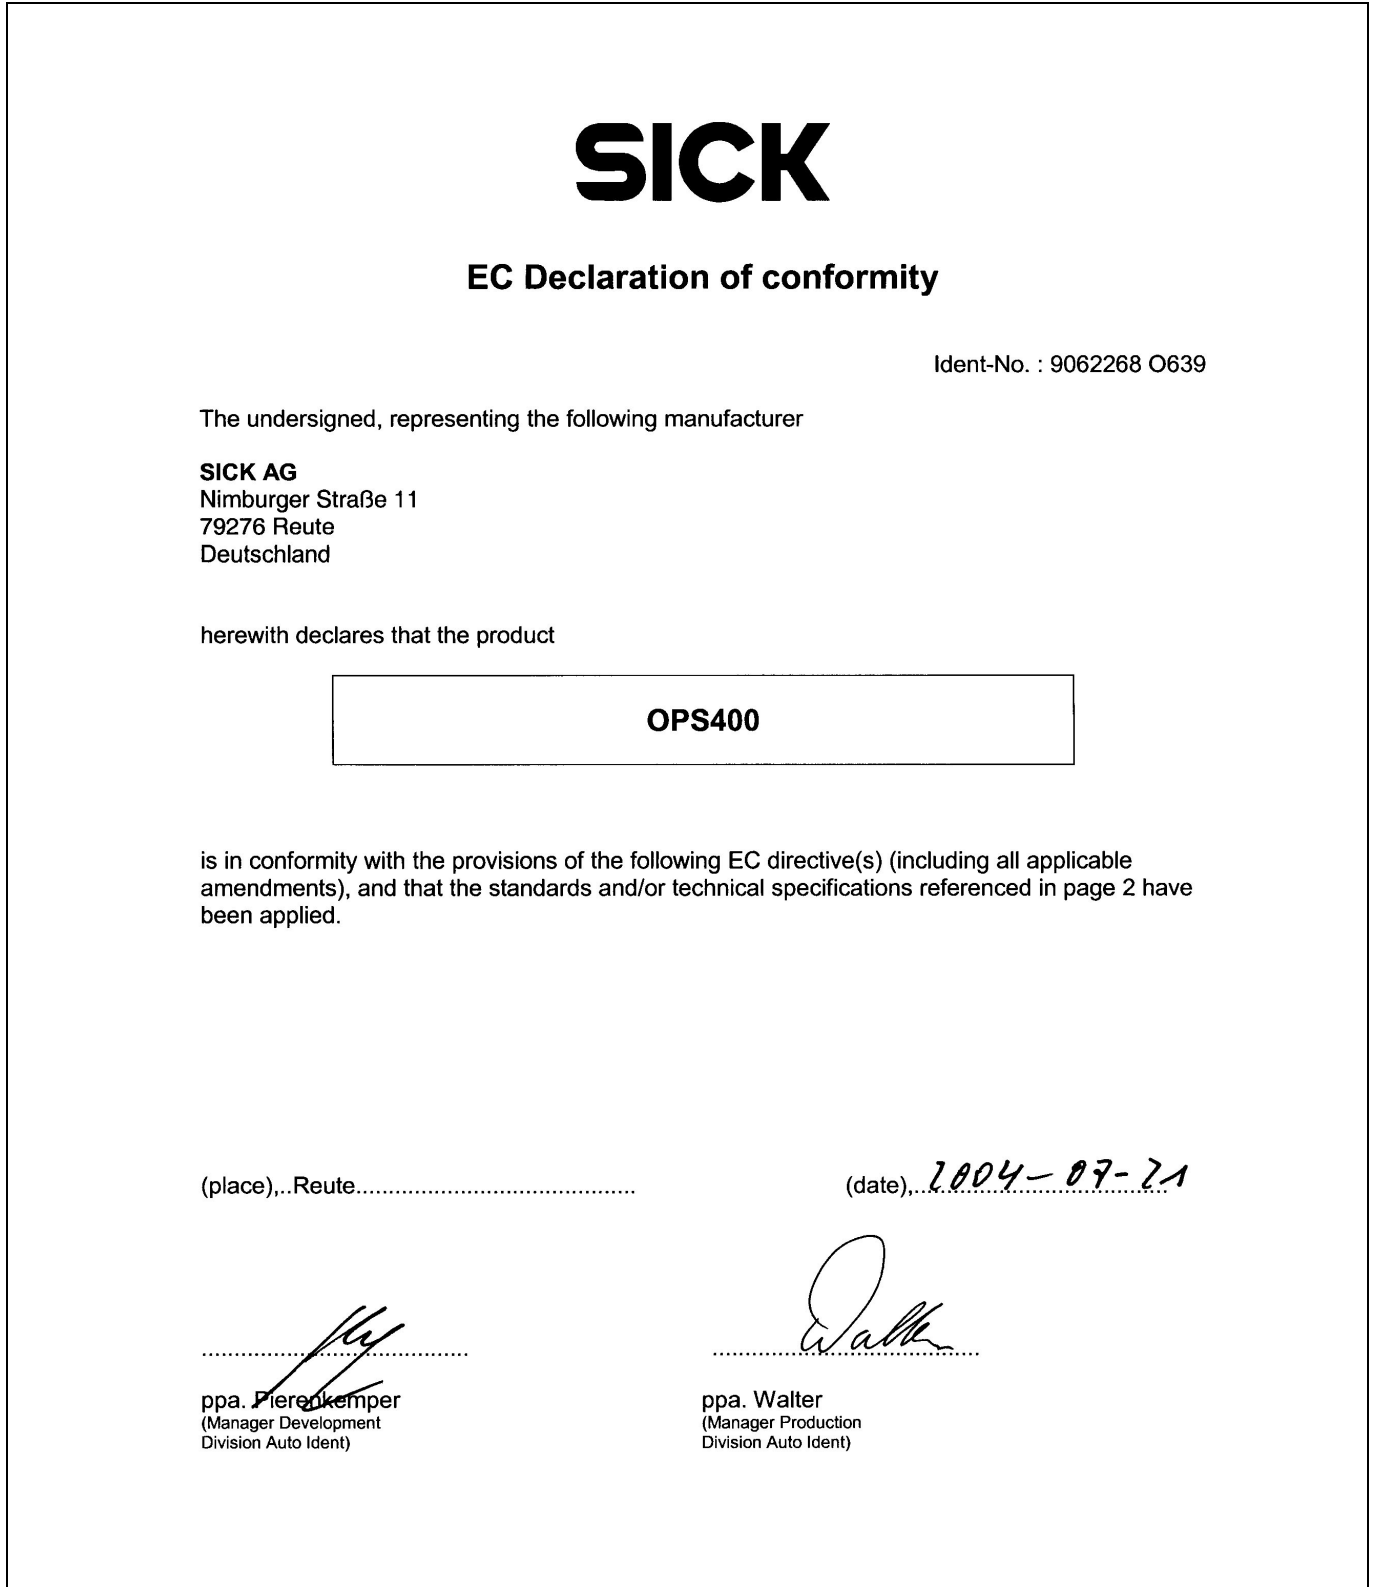 SICK
EC Declaration of conformity
Ident-No. : 9062268 O639
The undersigned, representing the following manufacturer
SICK AG
Nimburger Straße 11
79276 Reute
Deutschland
herewith declares that the product
OPS400
is in conformity with the provisions of the following EC directive(s) (including all applicable
amendments), and that the standards and/or technical specifications referenced in page 2 have
been applied.
(place),..Reute.......................................... (date),2004-07-21
Walter
ppa. Pierenkemper ppa. Walter
(Manager Development (Manager Production
Division Auto Ident) Division Auto Ident)